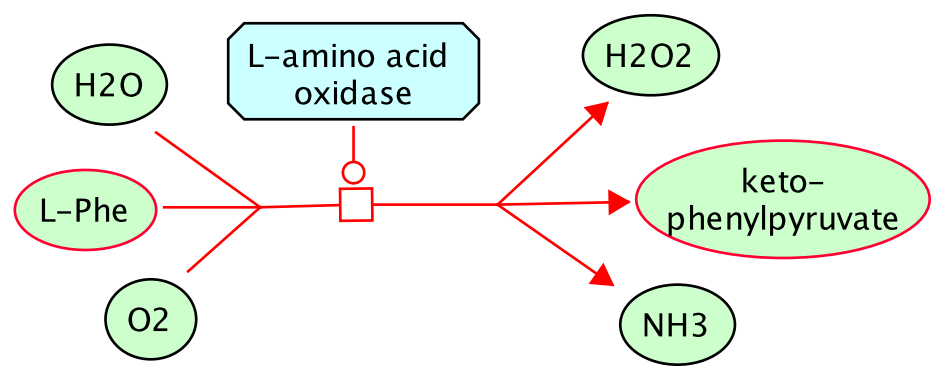 H2O
L-Phe
O2
L-amino acid
oxidase
H2O2
keto-
phenylpyruvate
NH3